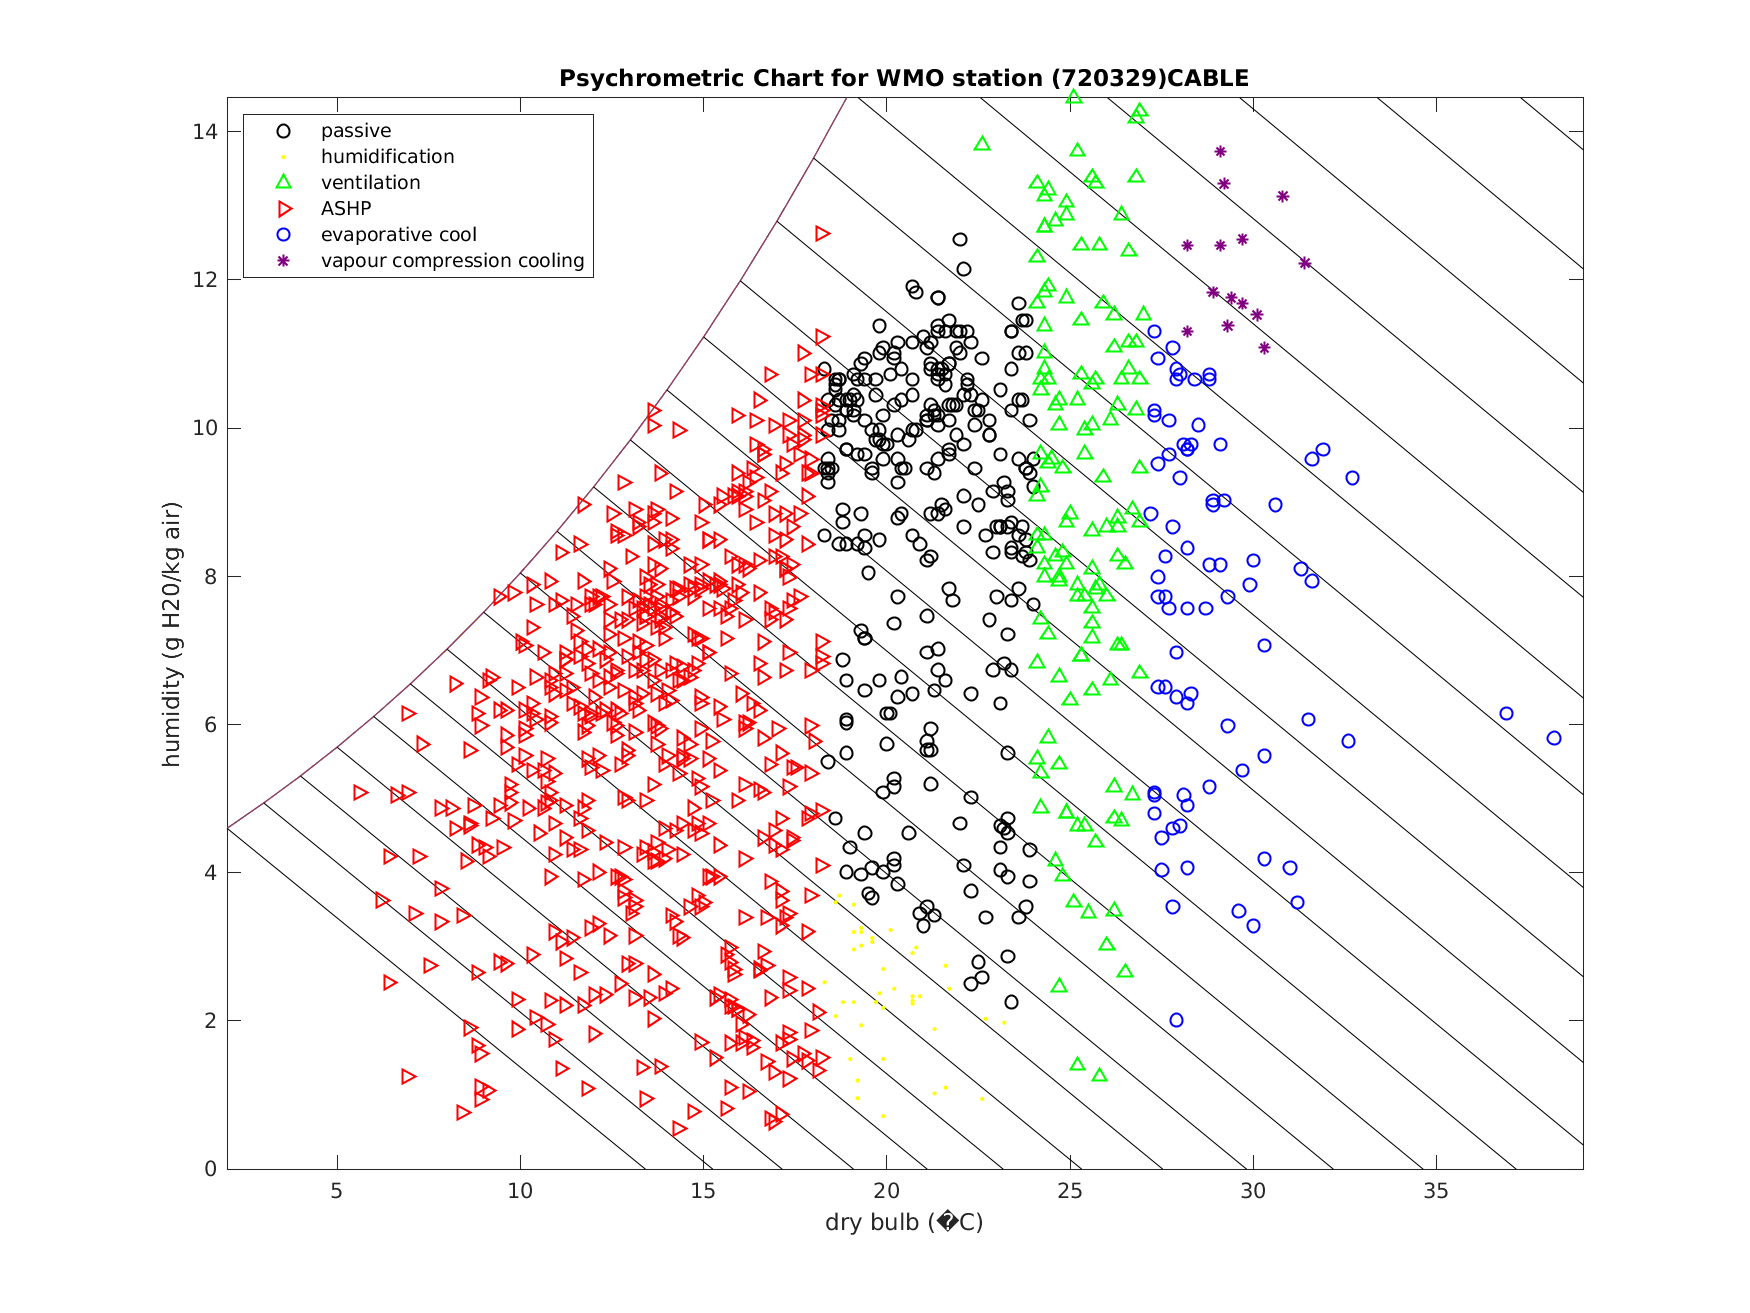 Psychrometric Chart for WMO station (720329)CABLE
passive
humidification
ventilation
ASHP
evaporative cool
vapour compression cooling
humidity (g H20/kg air)
14
12
10
8
6
4
2
0
5 10 15 20 25 30 35
dry bulb (�C)